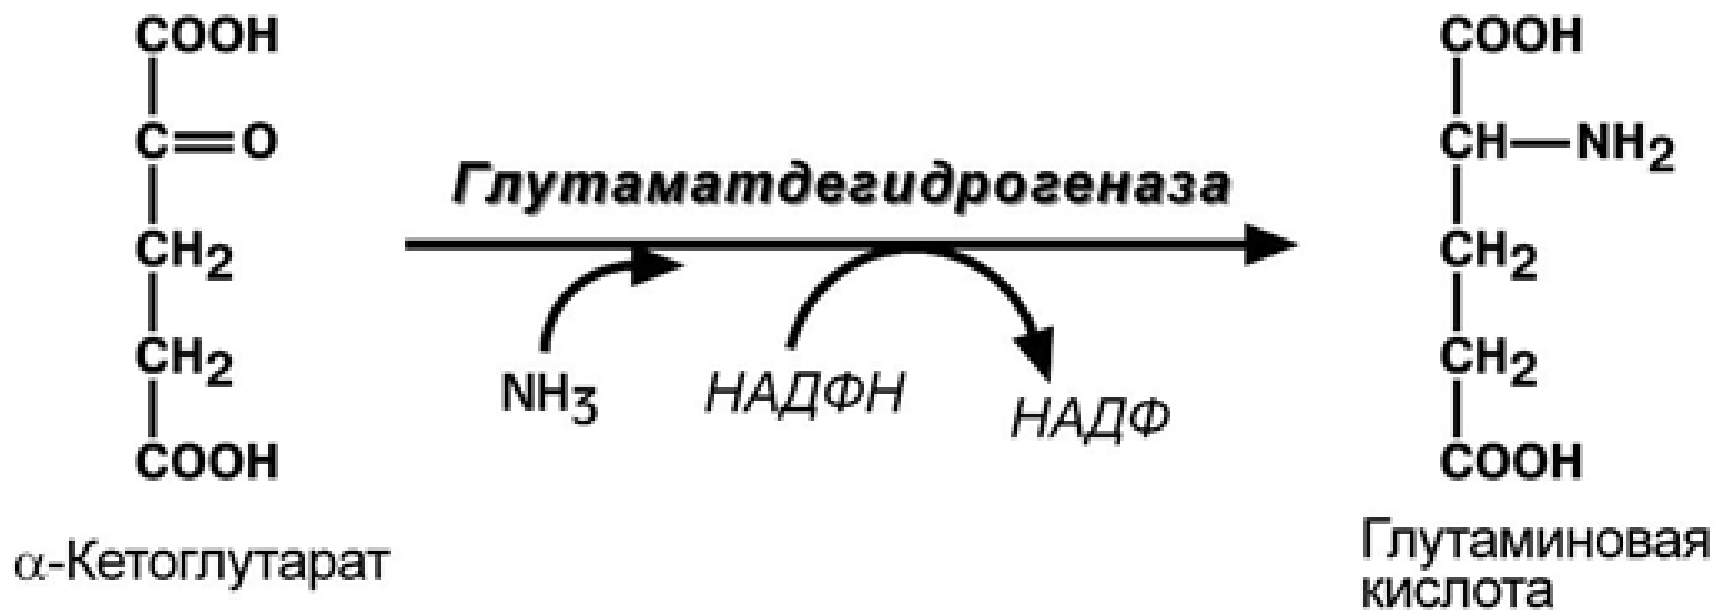 COOH
C=O
CH2
CH2
COOH
α-Кетоглутарат
Глутаматдегидрогеназа
NH3
НАДФН
НАДФ
COOH
CH—NH2
CH2
CH2
COOH
Глутаминовая
кислота